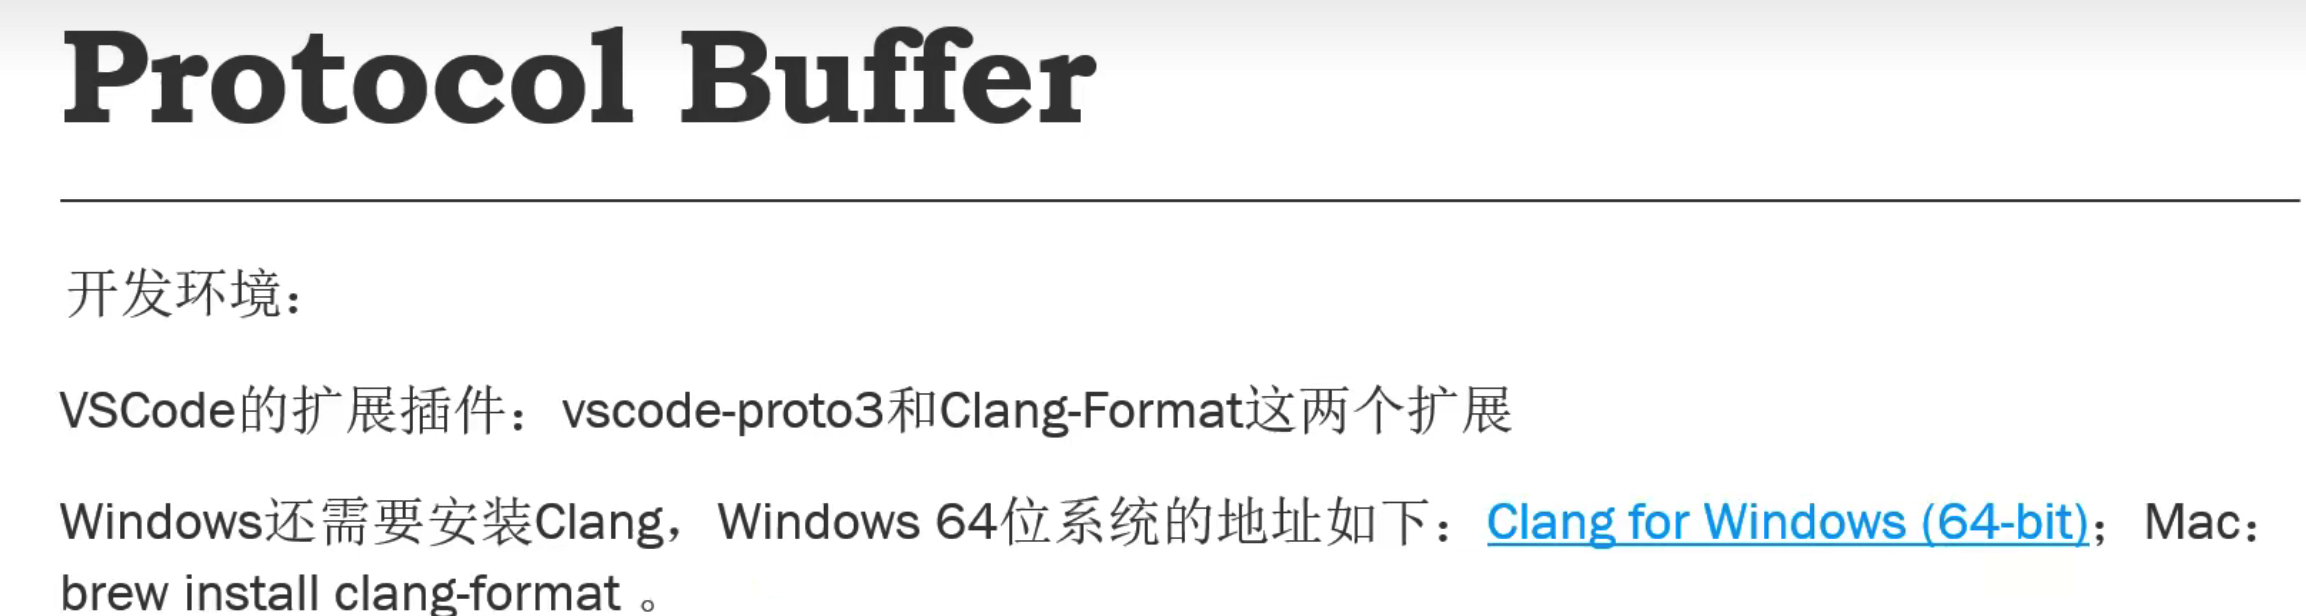 Protocol Buffer
开发环境：
VSCode的扩展插件：vscode-proto3和Clang-Format这两个扩展
Windows还需要安装Clang，Windows 64位系统的地址如下：Clang for Windows (64-bit)；Mac：
brew install clang-format 。